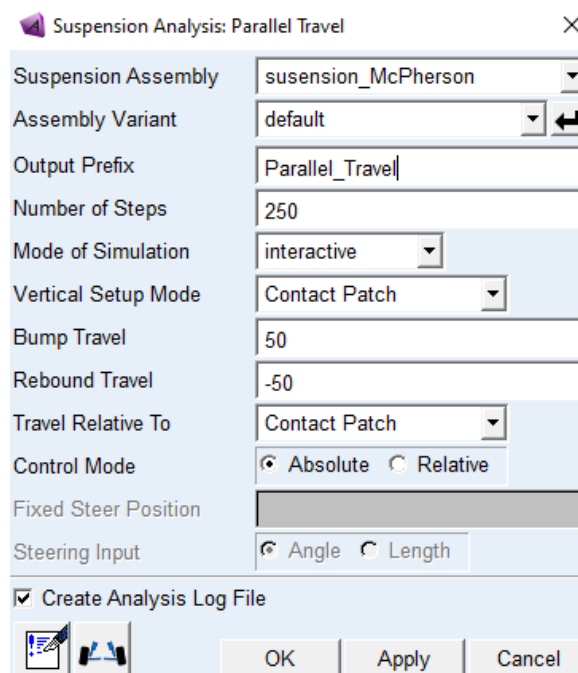 Suspension Analysis: Parallel Travel
Suspension Assembly susension_McPherson
Assembly Variant default
Output Prefix Parallel_Travel
Number of Steps 250
Mode of Simulation interactive
Vertical Setup Mode Contact Patch
Bump Travel 50
Rebound Travel -50
Travel Relative To Contact Patch
Control Mode Absolute Relative
Fixed Steer Position
Steering Input Angle Length
Create Analysis Log File
OK Apply Cancel